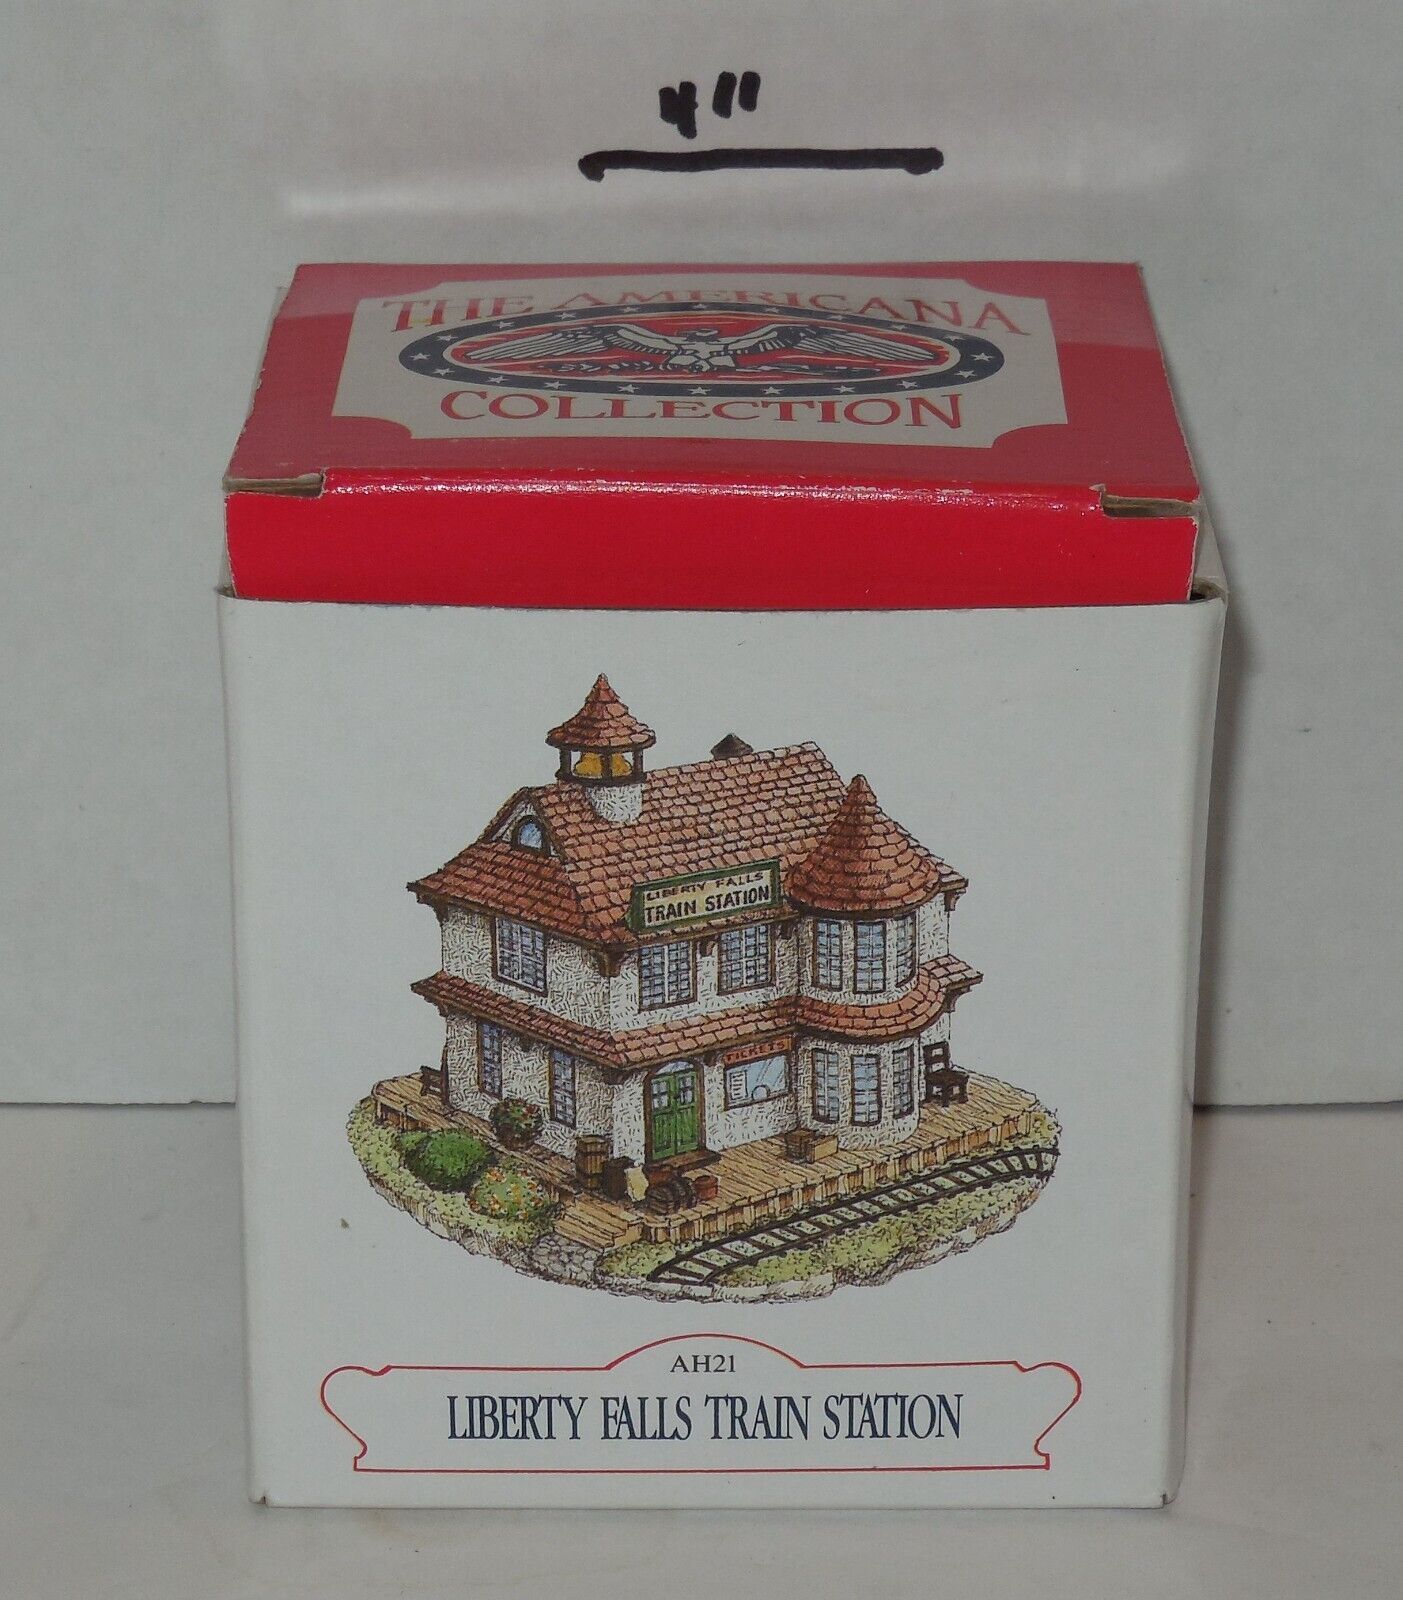 4"
THE AMERICANA
COLLECTION
LIBERTY FALLS
TRAIN STATION
TICKETS
AH21
LIBERTY FALLS TRAIN STATION